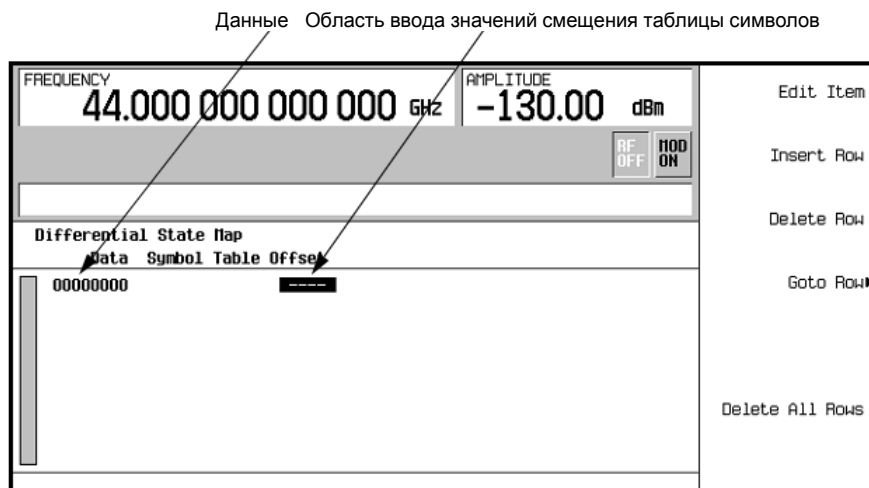 Данные Область ввода значений смещения таблицы символов
FREQUENCY
44.000 000 000 000 GHz
AMPLITUDE
-130.00 dBm
RF OFF
MOD ON
Differential State Map
Data Symbol Table Offset
00000000 ----
Edit Item
Insert Row
Delete Row
Goto Row
Delete All Rows